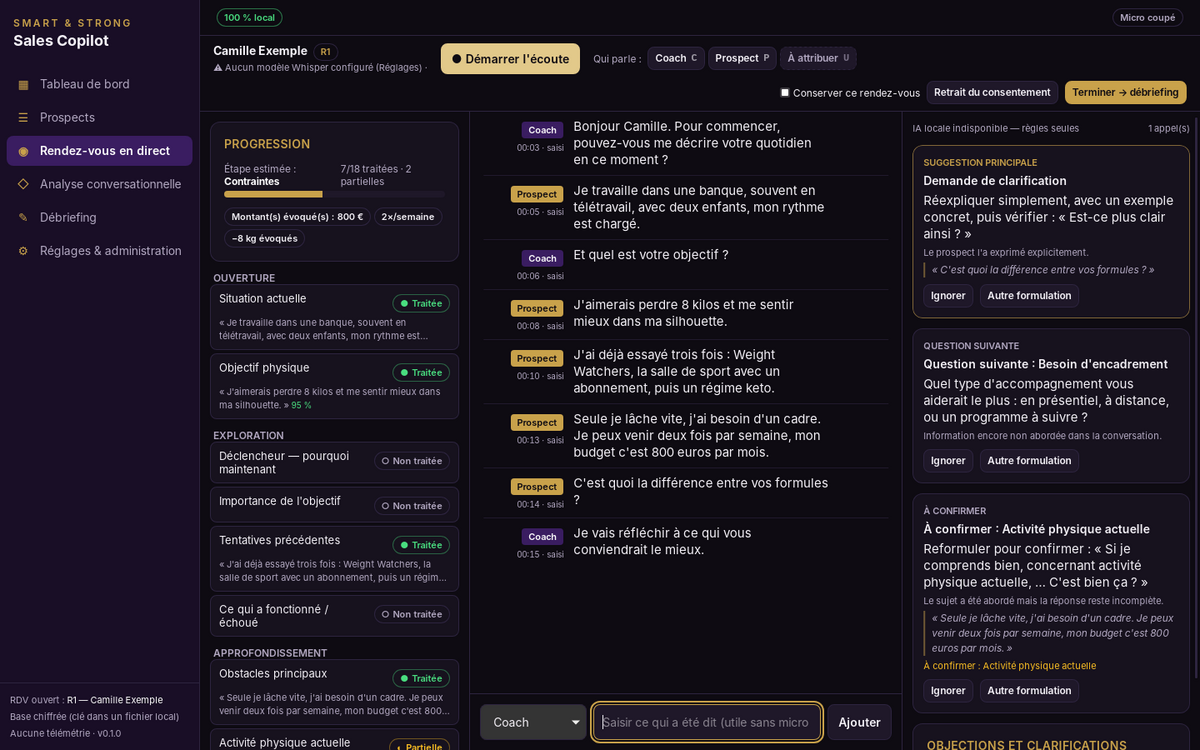 SMART & STRONG
Sales Copilot
▦ Tableau de bord
☰ Prospects
◉ Rendez-vous en direct
◇ Analyse conversationnelle
✎ Débriefing
⚙ Réglages & administration
RDV ouvert : R1 — Camille Exemple
Base chiffrée (clé dans un fichier local)
Aucune télémétrie · v0.1.0
100 % local
Micro coupé
Camille Exemple R1
⚠ Aucun modèle Whisper configuré (Réglages) ·
● Démarrer l'écoute
Qui parle : Coach C Prospect P À attribuer U
Conserver ce rendez-vous
Retrait du consentement
Terminer → débriefing
PROGRESSION
Étape estimée :
Contraintes
7/18 traitées · 2
partielles
Montant(s) évoqué(s) : 800 € 2×/semaine
−8 kg évoqués
OUVERTURE
Situation actuelle
● Traitée
« Je travaille dans une banque, souvent en
télétravail, avec deux enfants, mon rythme est…
Objectif physique
● Traitée
« J'aimerais perdre 8 kilos et me sentir mieux dans
ma silhouette. » 95 %
EXPLORATION
Déclencheur — pourquoi
maintenant
○ Non traitée
Importance de l'objectif
○ Non traitée
Tentatives précédentes
● Traitée
« J'ai déjà essayé trois fois : Weight Watchers, la
salle de sport avec un abonnement, puis un régim…
Ce qui a fonctionné /
échoué
○ Non traitée
APPROFONDISSEMENT
Obstacles principaux
● Traitée
« Seule je lâche vite, j'ai besoin d'un cadre. Je peux
venir deux fois par semaine, mon budget c'est 800…
Activité physique actuelle
Partielle
Coach
00:03 · saisi
Bonjour Camille. Pour commencer,
pouvez-vous me décrire votre quotidien
en ce moment ?
Prospect
00:05 · saisi
Je travaille dans une banque, souvent en
télétravail, avec deux enfants, mon rythme
est chargé.
Coach
00:06 · saisi
Et quel est votre objectif ?
Prospect
00:08 · saisi
J'aimerais perdre 8 kilos et me sentir
mieux dans ma silhouette.
Prospect
00:10 · saisi
J'ai déjà essayé trois fois : Weight
Watchers, la salle de sport avec un
abonnement, puis un régime keto.
Prospect
00:13 · saisi
Seule je lâche vite, j'ai besoin d'un cadre.
Je peux venir deux fois par semaine, mon
budget c'est 800 euros par mois.
Prospect
00:14 · saisi
C'est quoi la différence entre vos formules
?
Coach
00:15 · saisi
Je vais réfléchir à ce qui vous
conviendrait le mieux.
Coach
Saisir ce qui a été dit (utile sans micro
Ajouter
IA locale indisponible — règles seules
1 appel(s)
SUGGESTION PRINCIPALE
Demande de clarification
Réexpliquer simplement, avec un exemple
concret, puis vérifier : « Est-ce plus clair
ainsi ? »
Le prospect l'a exprimé explicitement.
« C'est quoi la différence entre vos formules ? »
Ignorer Autre formulation
QUESTION SUIVANTE
Question suivante : Besoin d'encadrement
Quel type d'accompagnement vous
aiderait le plus : en présentiel, à distance,
ou un programme à suivre ?
Information encore non abordée dans la conversation.
Ignorer Autre formulation
À CONFIRMER
À confirmer : Activité physique actuelle
Reformuler pour confirmer : « Si je
comprends bien, concernant activité
physique actuelle, … C'est bien ça ? »
Le sujet a été abordé mais la réponse reste incomplète.
« Seule je lâche vite, j'ai besoin d'un cadre. Je peux
venir deux fois par semaine, mon budget c'est 800
euros par mois. »
À confirmer : Activité physique actuelle
Ignorer Autre formulation
OBJECTIONS ET CLARIFICATIONS